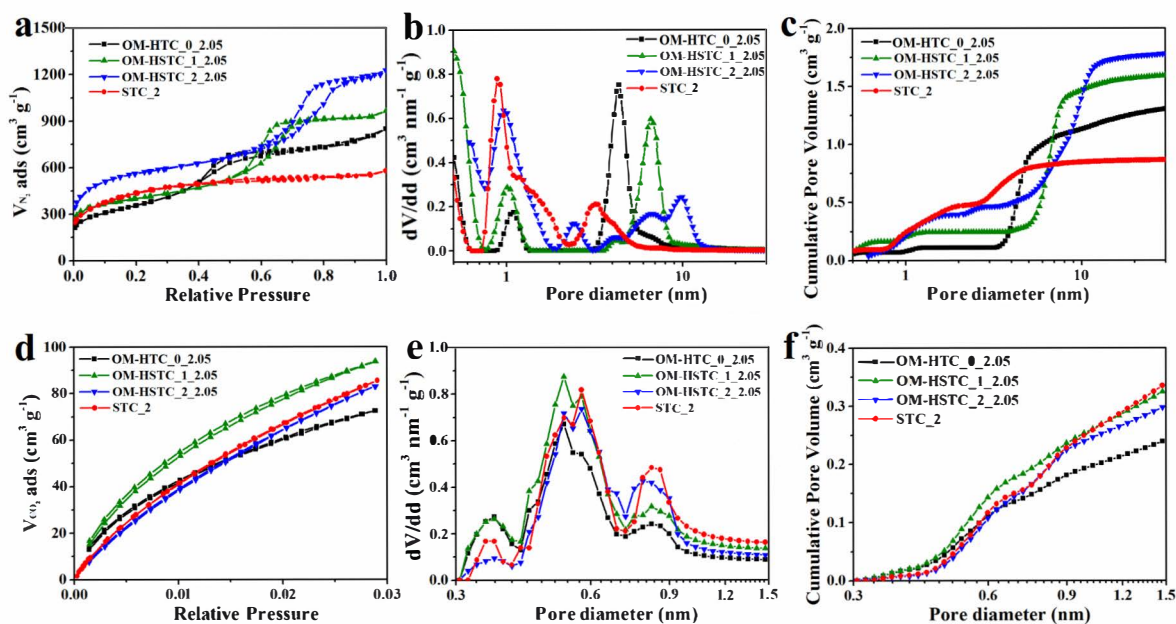 a
OM-HTC_0_2.05
OM-HSTC_1_2.05
OM-HSTC_2_2.05
STC_2
V_N2 ads (cm³ g⁻¹)
1500
1200
900
600
300
0
0.0 0.2 0.4 0.6 0.8 1.0
Relative Pressure
b
OM-HTC_0_2.05
OM-HSTC_1_2.05
OM-HSTC_2_2.05
STC_2
dV/dd (cm³ nm⁻¹ g⁻¹)
1.0
0.8
0.6
0.4
0.2
0.0
1 10
Pore diameter (nm)
c
OM-HTC_0_2.05
OM-HSTC_1_2.05
OM-HSTC_2_2.05
STC_2
Cumulative Pore Volume (cm³ g⁻¹)
2.0
1.5
1.0
0.5
0.0
1 10
Pore diameter (nm)
d
OM-HTC_0_2.05
OM-HSTC_1_2.05
OM-HSTC_2_2.05
STC_2
V_CO2 ads (cm³ g⁻¹)
100
80
60
40
20
0
0.00 0.01 0.02 0.03
Relative Pressure
e
OM-HTC_0_2.05
OM-HSTC_1_2.05
OM-HSTC_2_2.05
STC_2
dV/dd (cm³ nm⁻¹ g⁻¹)
1.0
0.8
0.6
0.4
0.2
0.0
0.3 0.6 0.9 1.2 1.5
Pore diameter (nm)
f
OM-HTC_0_2.05
OM-HSTC_1_2.05
OM-HSTC_2_2.05
STC_2
Cumulative Pore Volume (cm³ g⁻¹)
0.4
0.3
0.2
0.1
0.0
0.3 0.6 0.9 1.2 1.5
Pore diameter (nm)